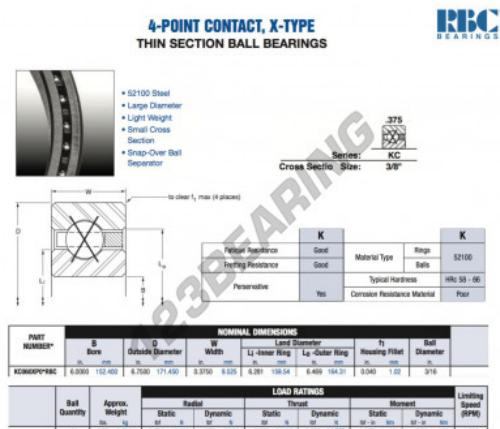 4-POINT CONTACT, X-TYPE
THIN SECTION BALL BEARINGS
RBC
BEARINGS
• 52100 Steel
• Large Diameter
• Light Weight
• Small Cross
Section
• Snap-Over Ball
Separator
.375
Series: KC
Cross Sectio Size: 3/8"
W
to clear f1 max (4 places)
D
B
123BEARING
K
Fatigue Resistance Good
Fretting Resistance Good
Perservative Yes
K
Material Type Rings 52100
Balls
Typical Hardness HRc 58 - 66
Corrosion Resistance Material Poor
NOMINAL DIMENSIONS
PART NUMBER*
B Bore
D Outside Diameter
W Width
Land Diameter
Li -Inner Ring
Lo -Outer Ring
f1 Housing Fillet
Ball Diameter
in. mm in. mm in. mm in. mm in. mm in. mm in.
KC060XP0*RBC 6.0000 152.400 6.7500 171.450 0.3750 9.525 6.281 159.54 6.469 164.31 0.040 1.02 3/16
LOAD RATINGS
Ball Quantity
Approx. Weight
Radial Thrust Moment
Static Dynamic Static Dynamic Static Dynamic
Limiting Speed (RPM)
lbs. kg lbf N lbf N lbf N lbf N lbf - in Nm lbf - in Nm